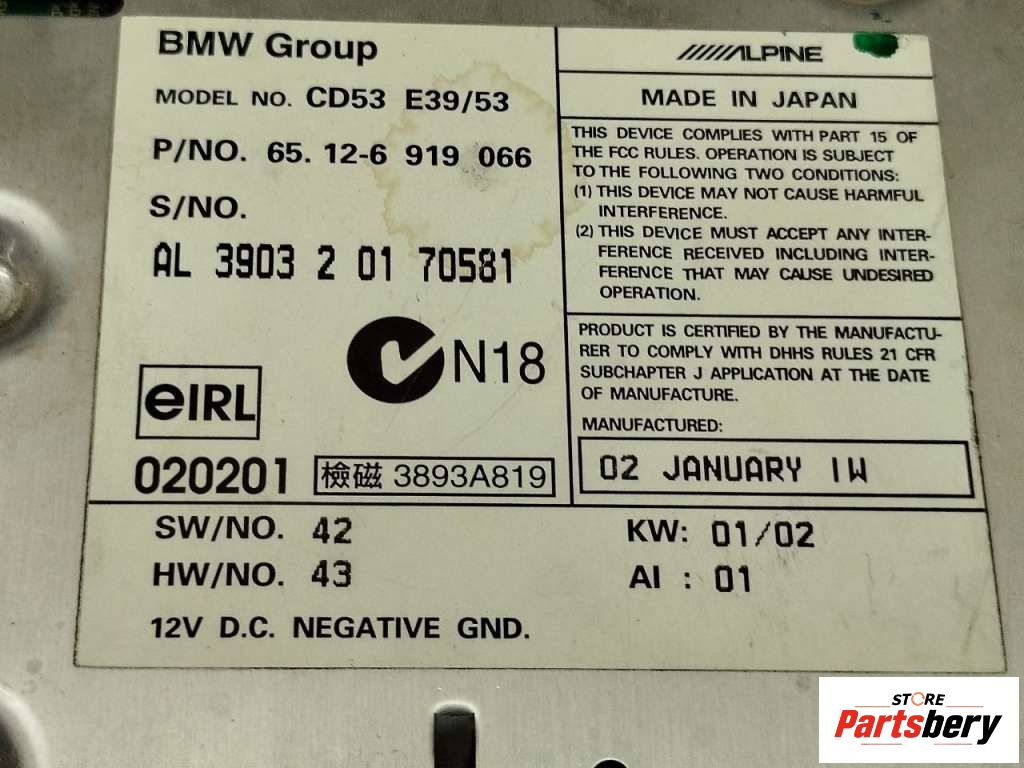 BMW Group
MODEL NO. CD53 E39/53
P/NO. 65. 12-6 919 066
S/NO.
AL 3903 2 01 70581
N18
eIRL
020201
檢磁 3893A819
ALPINE
MADE IN JAPAN
THIS DEVICE COMPLIES WITH PART 15 OF
THE FCC RULES. OPERATION IS SUBJECT
TO THE FOLLOWING TWO CONDITIONS:
(1) THIS DEVICE MAY NOT CAUSE HARMFUL
INTERFERENCE.
(2) THIS DEVICE MUST ACCEPT ANY INTER-
FERENCE RECEIVED INCLUDING INTER-
FERENCE THAT MAY CAUSE UNDESIRED
OPERATION.
PRODUCT IS CERTIFIED BY THE MANUFACTU-
RER TO COMPLY WITH DHHS RULES 21 CFR
SUBCHAPTER J APPLICATION AT THE DATE
OF MANUFACTURE.
MANUFACTURED:
02 JANUARY 1W
SW/NO. 42
HW/NO. 43
12V D.C. NEGATIVE GND.
KW: 01/02
AI : 01
STORE
Partsbery